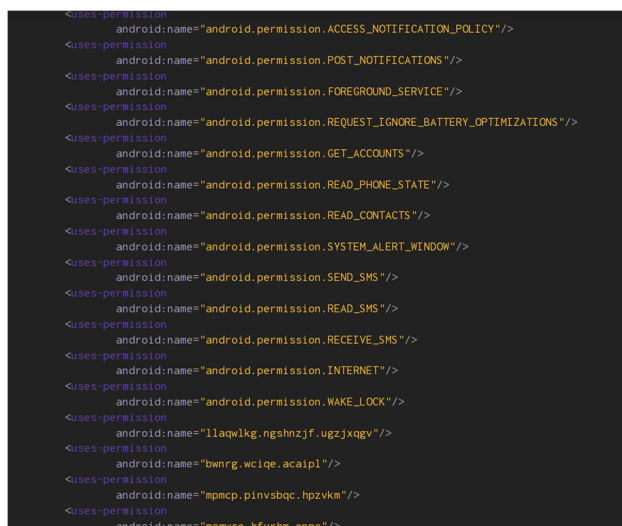 <uses-permission
android:name="android.permission.ACCESS_NOTIFICATION_POLICY"/>
<uses-permission
android:name="android.permission.POST_NOTIFICATIONS"/>
<uses-permission
android:name="android.permission.FOREGROUND_SERVICE"/>
<uses-permission
android:name="android.permission.REQUEST_IGNORE_BATTERY_OPTIMIZATIONS"/>
<uses-permission
android:name="android.permission.GET_ACCOUNTS"/>
<uses-permission
android:name="android.permission.READ_PHONE_STATE"/>
<uses-permission
android:name="android.permission.READ_CONTACTS"/>
<uses-permission
android:name="android.permission.SYSTEM_ALERT_WINDOW"/>
<uses-permission
android:name="android.permission.SEND_SMS"/>
<uses-permission
android:name="android.permission.READ_SMS"/>
<uses-permission
android:name="android.permission.RECEIVE_SMS"/>
<uses-permission
android:name="android.permission.INTERNET"/>
<uses-permission
android:name="android.permission.WAKE_LOCK"/>
<uses-permission
android:name="llaqwlkg.ngshnzjf.ugzjxqgv"/>
<uses-permission
android:name="bwnrg.wciqe.acaipl"/>
<uses-permission
android:name="mpmcp.pinvsbqc.hpzvkm"/>
<uses-permission